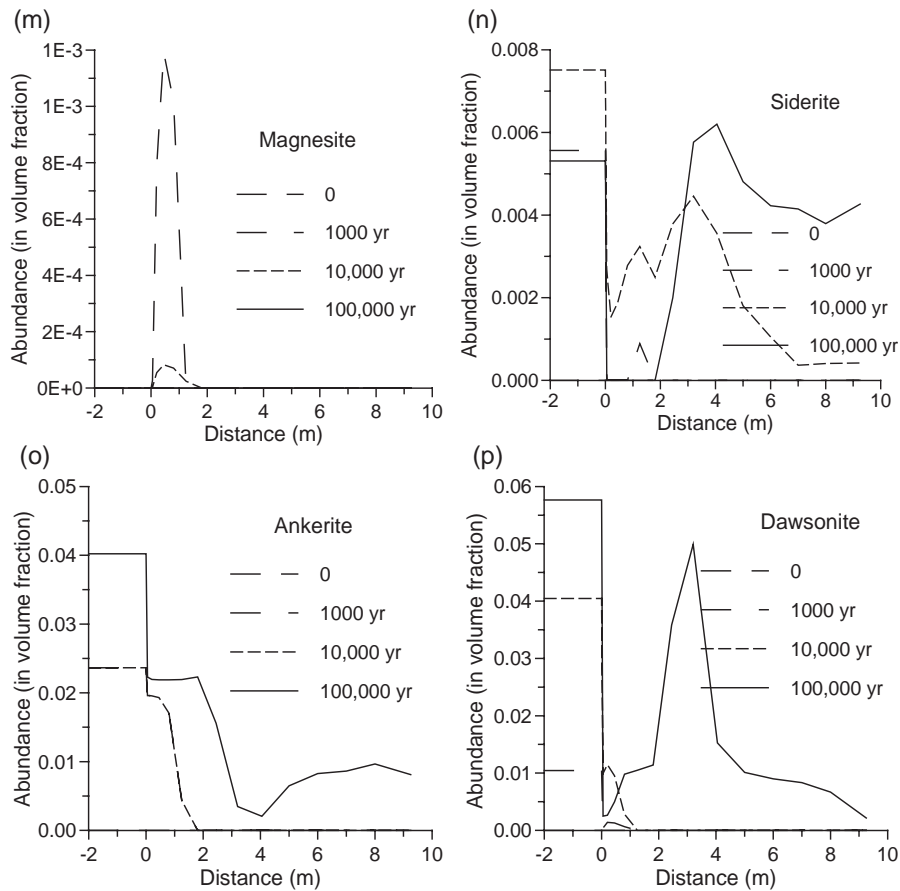 (m)
Abundance (in volume fraction)
1E-3
1E-3
8E-4
6E-4
4E-4
2E-4
0E+0
Magnesite
0
1000 yr
10,000 yr
100,000 yr
-2 0 2 4 6 8 10
Distance (m)
(n)
Abundance (in volume fraction)
0.008
0.006
0.004
0.002
0.000
Siderite
0
1000 yr
10,000 yr
100,000 yr
-2 0 2 4 6 8 10
Distance (m)
(o)
Abundance (in volume fraction)
0.05
0.04
0.03
0.02
0.01
0.00
Ankerite
0
1000 yr
10,000 yr
100,000 yr
-2 0 2 4 6 8 10
Distance (m)
(p)
Abundance (in volume fraction)
0.06
0.05
0.04
0.03
0.02
0.01
0.00
Dawsonite
0
1000 yr
10,000 yr
100,000 yr
-2 0 2 4 6 8 10
Distance (m)